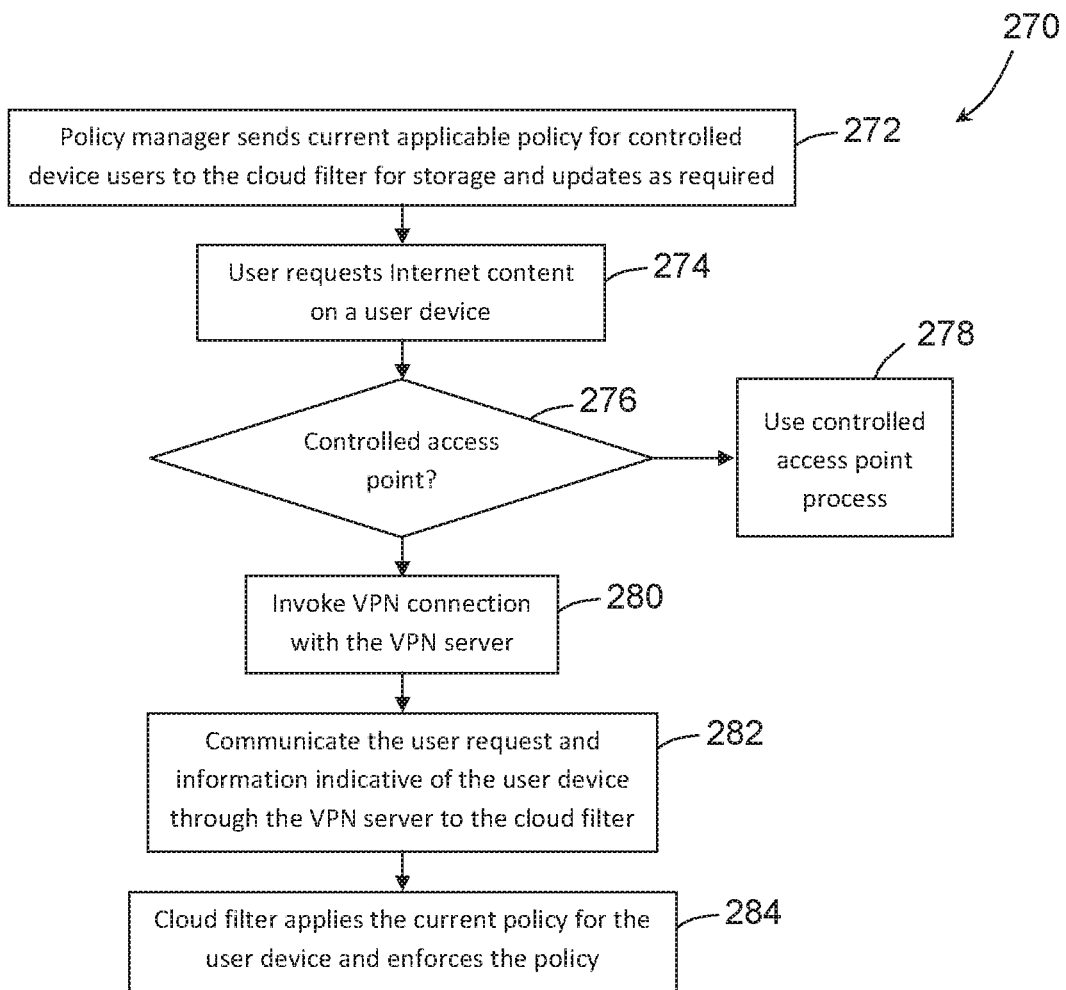 270
Policy manager sends current applicable policy for controlled
device users to the cloud filter for storage and updates as required
272
User requests Internet content
on a user device
274
Controlled access
point?
276
Use controlled
access point
process
278
Invoke VPN connection
with the VPN server
280
Communicate the user request and
information indicative of the user device
through the VPN server to the cloud filter
282
Cloud filter applies the current policy for the
user device and enforces the policy
284